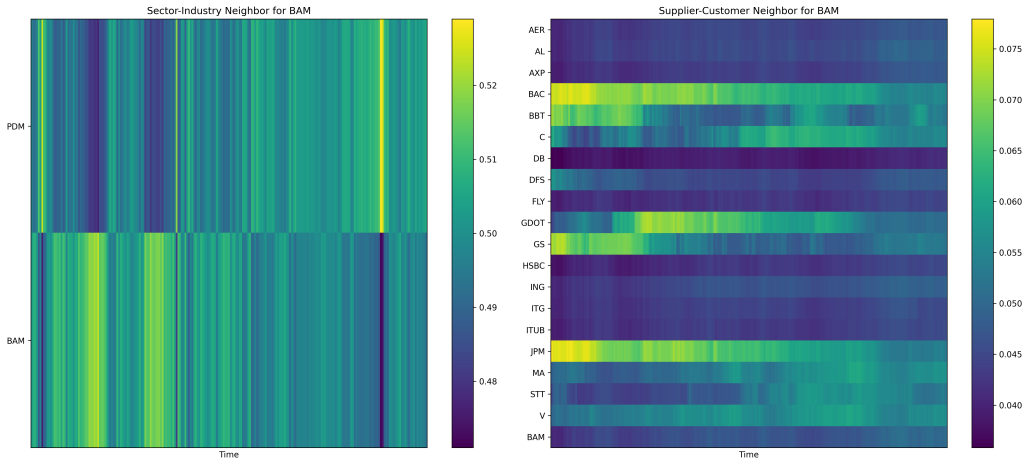 Sector-Industry Neighbor for BAM
PDM
BAM
Time
0.52
0.51
0.50
0.49
0.48
Supplier-Customer Neighbor for BAM
AER
AL
AXP
BAC
BBT
C
DB
DFS
FLY
GDOT
GS
HSBC
ING
ITG
ITUB
JPM
MA
STT
V
BAM
Time
0.075
0.070
0.065
0.060
0.055
0.050
0.045
0.040